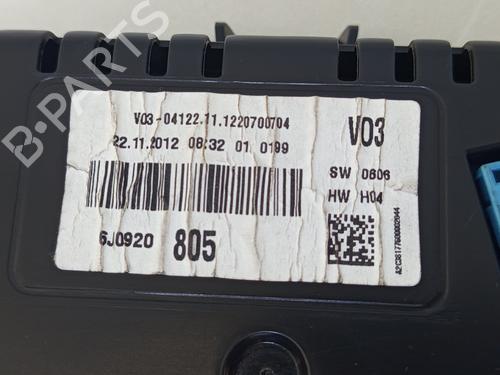 V03-04122.11.1220700704
V03
22.11.2012 08:32 01 0199
SW 0606
HW H04
6J0920 805
A2C38177600002044
B-PARTS